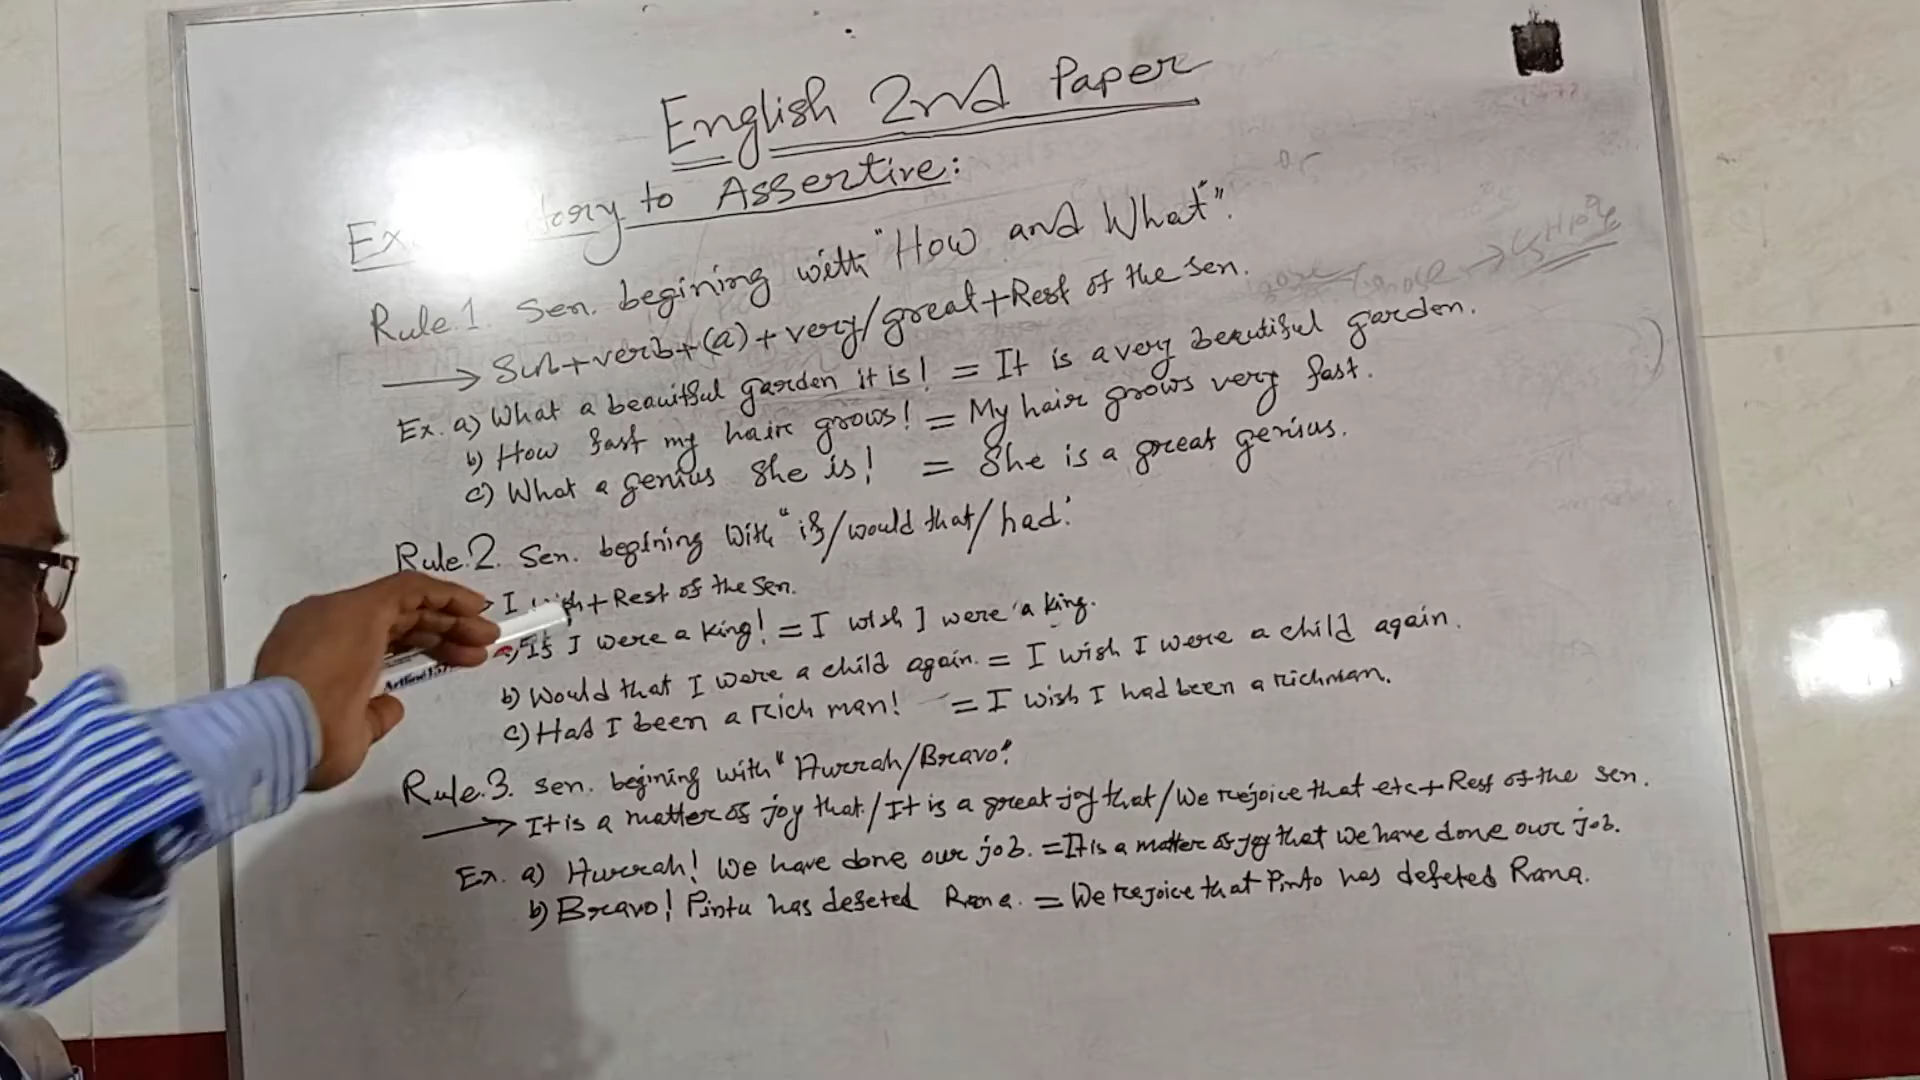 English 2nd Paper
to Assertive:
Rule.1. Sen. begining with "How and What".
Sub+verb+(a)+very/great+Rest of the sen.
Ex. a) What a beautiful garden it is! = It is a very beautiful garden.
b) How fast my hair grows! = My hair grows very fast.
c) What a genius She is! = She is a great genius.
Rule.2. Sen. begining With "if/would that/had."
I wish+Rest of the Sen.
a) If I were a king! = I wish I were a king.
b) Would that I were a child again. = I wish I were a child again.
c) Had I been a rich man! = I wish I had been a richman.
Rule.3. Sen. begining with "Hurrah/Bravo".
It is a matter of joy that/It is a great joy that/We rejoice that etc+Rest of the sen.
Ex. a) Hurrah! We have done our job. = It is a matter of joy that we have done our job.
b) Bravo! Pintu has defeted Rana. = We rejoice that Pinto has defeted Rana.